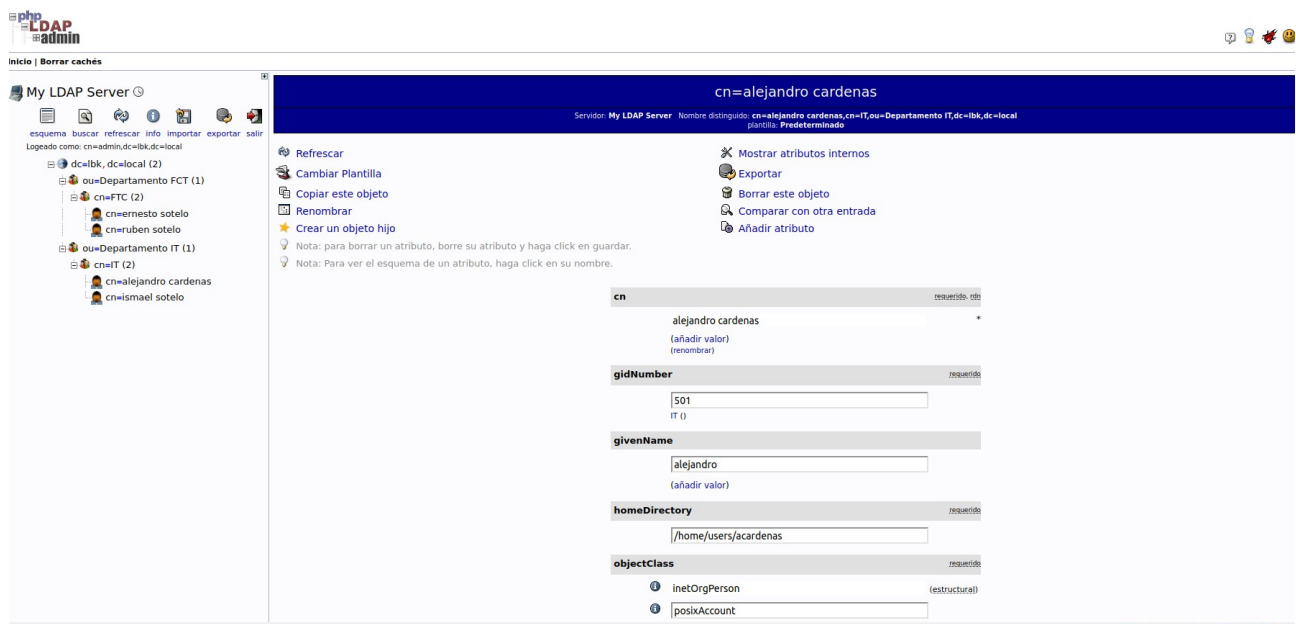 php
LDAP
admin
Inicio | Borrar cachés
My LDAP Server
esquema buscar refrescar info importar exportar salir
Logeado como: cn=admin,dc=lbk,dc=local
dc=lbk, dc=local (2)
ou=Departamento FCT (1)
cn=FTC (2)
cn=ernesto sotelo
cn=ruben sotelo
ou=Departamento IT (1)
cn=IT (2)
cn=alejandro cardenas
cn=ismael sotelo
cn=alejandro cardenas
Servidor: My LDAP Server Nombre distinguido: cn=alejandro cardenas,cn=IT,ou=Departamento IT,dc=lbk,dc=local
plantilla: Predeterminado
Refrescar
Mostrar atributos internos
Cambiar Plantilla
Exportar
Copiar este objeto
Borrar este objeto
Renombrar
Comparar con otra entrada
Crear un objeto hijo
Añadir atributo
Nota: para borrar un atributo, borre su atributo y haga click en guardar.
Nota: Para ver el esquema de un atributo, haga click en su nombre.
cn requerido, rdn
alejandro cardenas *
(añadir valor)
(renombrar)
gidNumber requerido
501
IT ()
givenName
alejandro
(añadir valor)
homeDirectory requerido
/home/users/acardenas
objectClass requerido
inetOrgPerson (estructural)
posixAccount